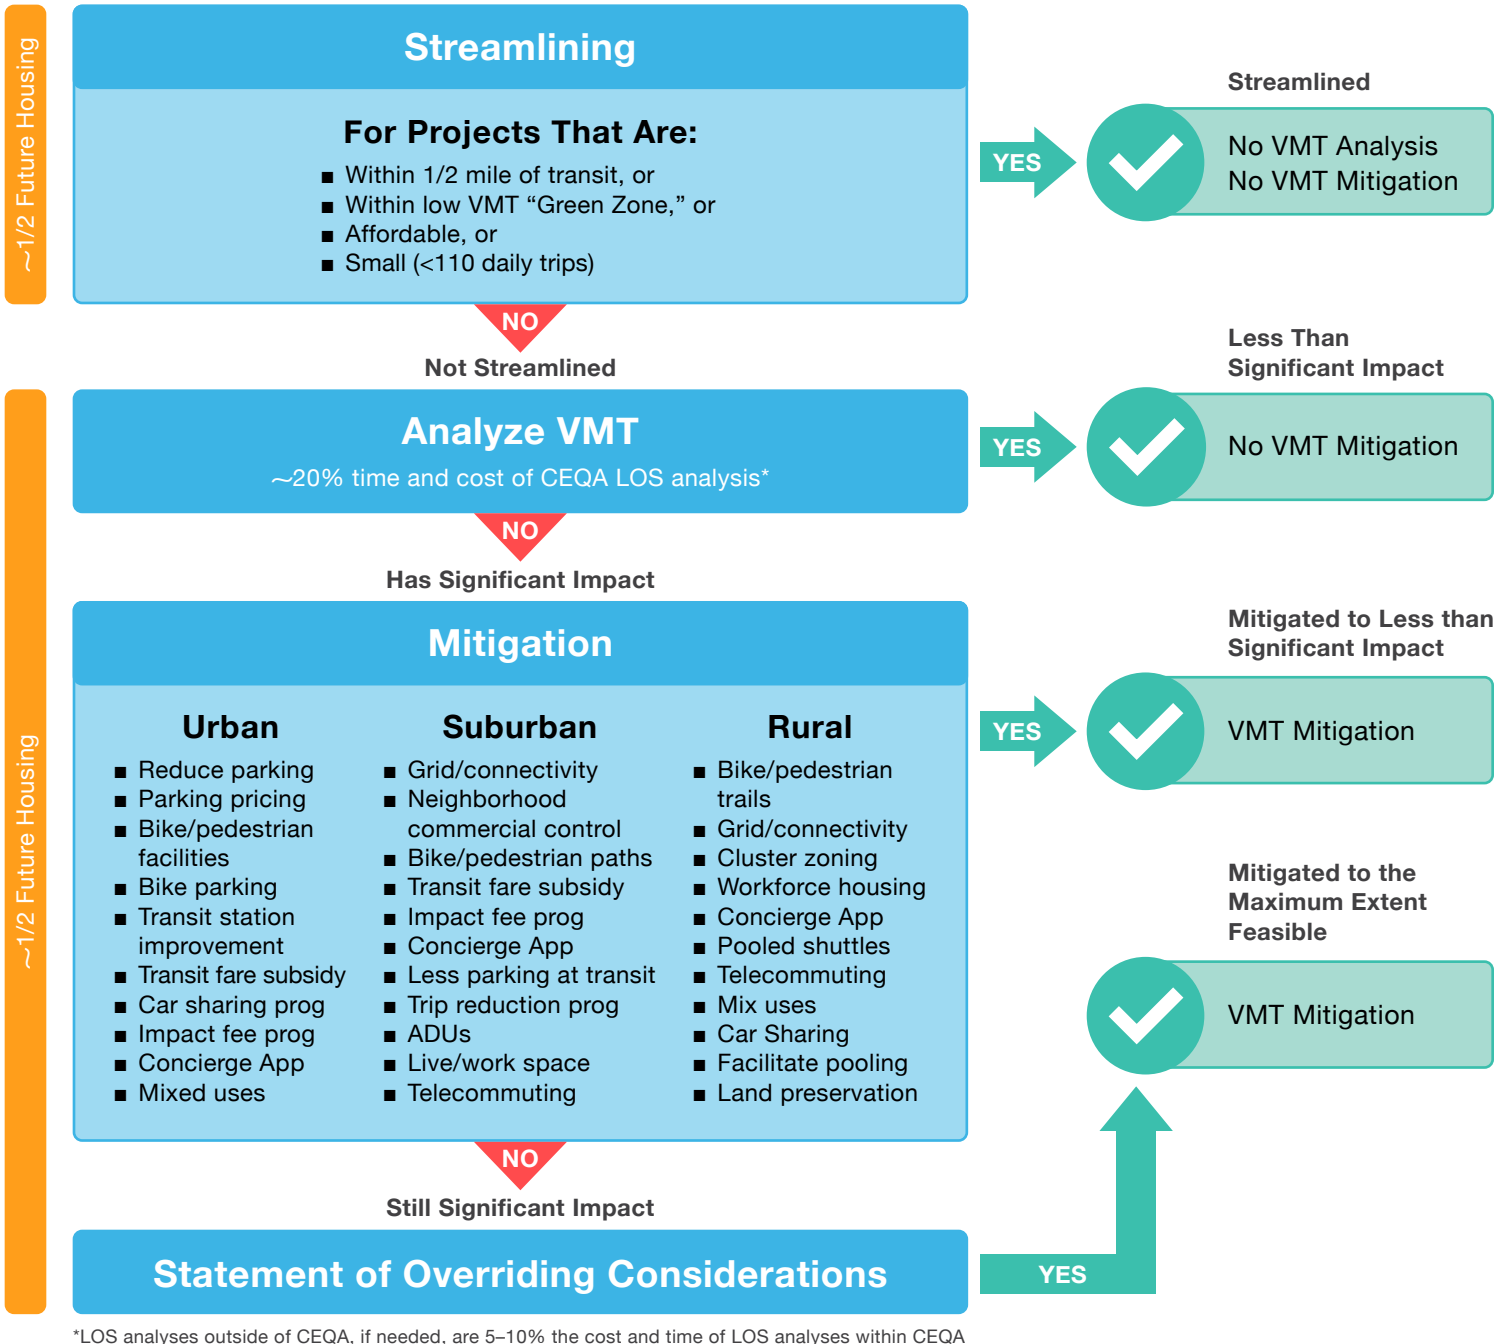 ~1/2 Future Housing
Streamlining
For Projects That Are:
■ Within 1/2 mile of transit, or
■ Within low VMT “Green Zone,” or
■ Affordable, or
■ Small (<110 daily trips)
YES
Streamlined
No VMT Analysis
No VMT Mitigation
NO
Not Streamlined
~1/2 Future Housing
Analyze VMT
~20% time and cost of CEQA LOS analysis*
YES
Less Than
Significant Impact
No VMT Mitigation
NO
Has Significant Impact
Mitigation
Urban
■ Reduce parking
■ Parking pricing
■ Bike/pedestrian
facilities
■ Bike parking
■ Transit station
improvement
■ Transit fare subsidy
■ Car sharing prog
■ Impact fee prog
■ Concierge App
■ Mixed uses
Suburban
■ Grid/connectivity
■ Neighborhood
commercial control
■ Bike/pedestrian paths
■ Transit fare subsidy
■ Impact fee prog
■ Concierge App
■ Less parking at transit
■ Trip reduction prog
■ ADUs
■ Live/work space
■ Telecommuting
Rural
■ Bike/pedestrian
trails
■ Grid/connectivity
■ Cluster zoning
■ Workforce housing
■ Concierge App
■ Pooled shuttles
■ Telecommuting
■ Mix uses
■ Car Sharing
■ Facilitate pooling
■ Land preservation
YES
Mitigated to Less than
Significant Impact
VMT Mitigation
NO
Still Significant Impact
Statement of Overriding Considerations
YES
Mitigated to the
Maximum Extent
Feasible
VMT Mitigation
*LOS analyses outside of CEQA, if needed, are 5–10% the cost and time of LOS analyses within CEQA